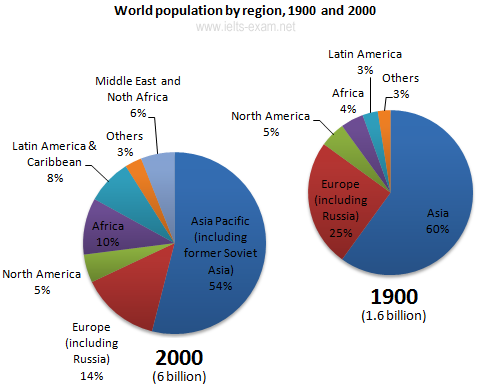 World population by region, 1900 and 2000
www.ielts-exam.net
Middle East and
Noth Africa
6%
Others
3%
Latin America &
Caribbean
8%
Africa
10%
North America
5%
Europe
(including
Russia)
14%
Asia Pacific
(including
former Soviet
Asia)
54%
2000
(6 billion)
Latin America
3%
Others
3%
Africa
4%
North America
5%
Europe
(including
Russia)
25%
Asia
60%
1900
(1.6 billion)